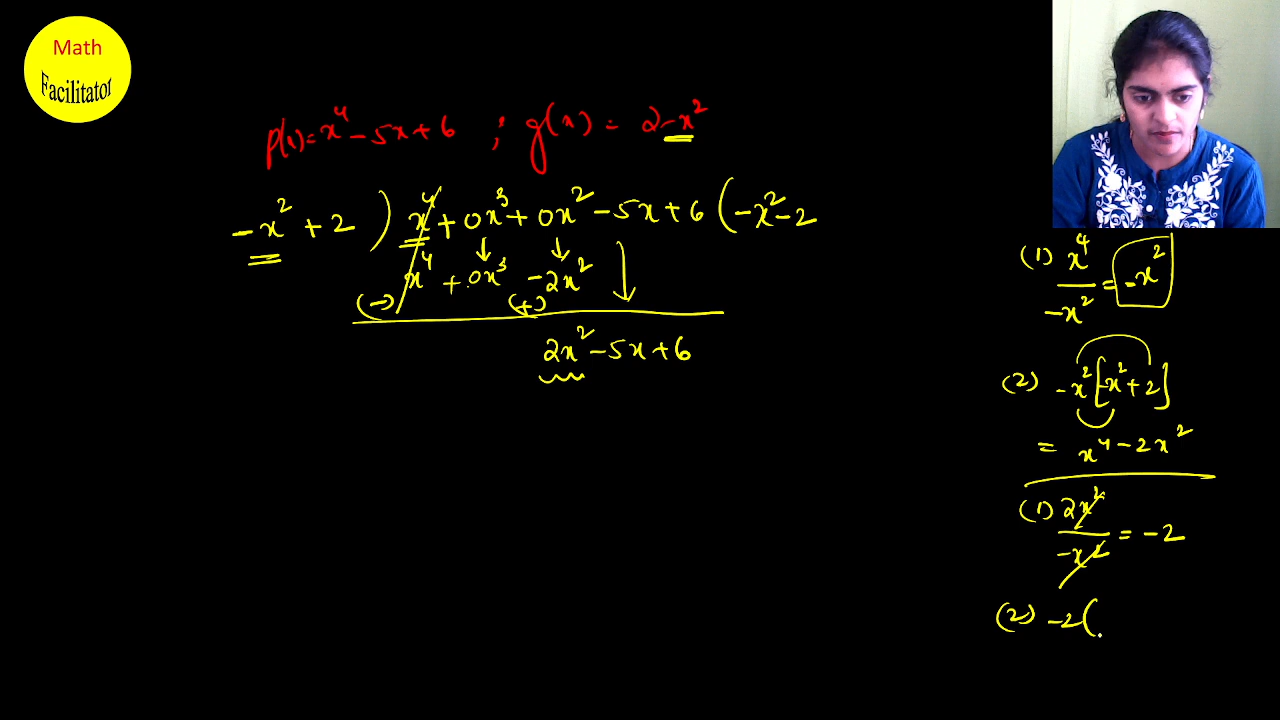 Math
Facilitator
p(x) = x⁴ - 5x + 6 ; g(x) = 2 - x²
-x² + 2 ) x⁴ + 0x³ + 0x² - 5x + 6 ( -x² - 2
x⁴ + 0x³ - 2x²
(-) (+)
2x² - 5x + 6
(1) x⁴ / -x² = -x²
(2) -x² [-x² + 2]
= x⁴ - 2x²
(1) 2x² / -x² = -2
(2) -2(